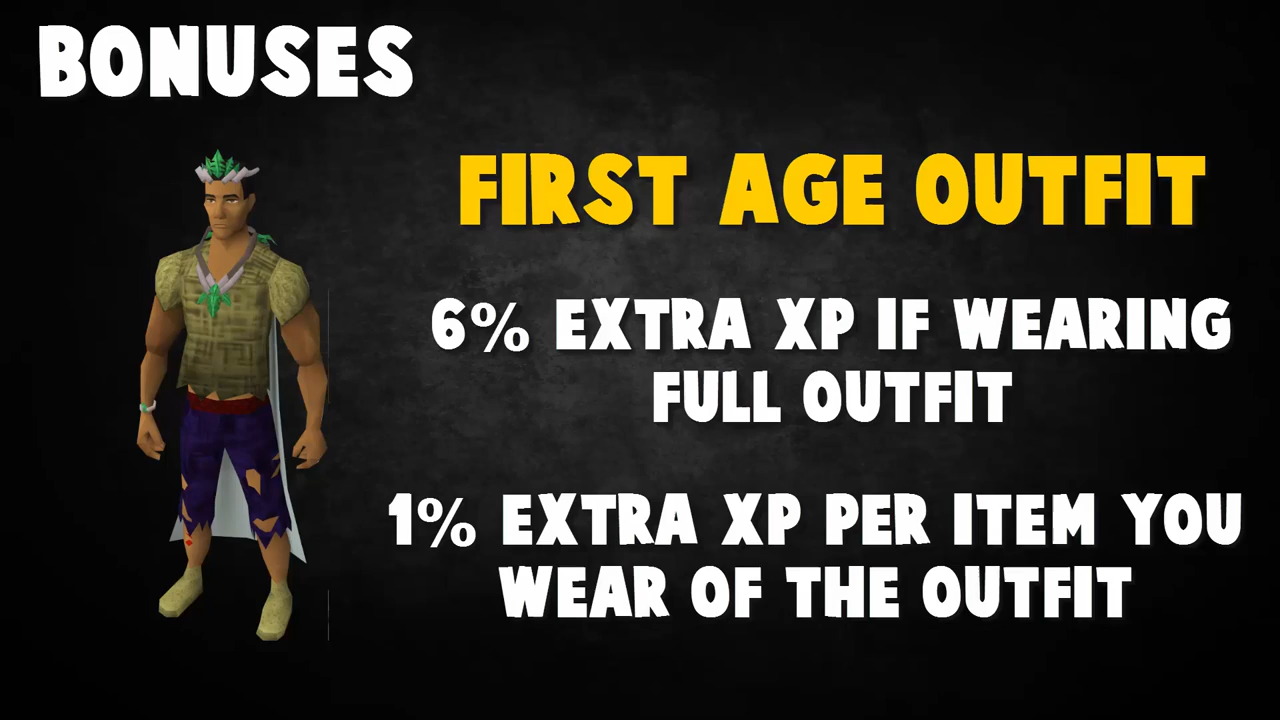 BONUSES
FIRST AGE OUTFIT
6% EXTRA XP IF WEARING
FULL OUTFIT
1% EXTRA XP PER ITEM YOU
WEAR OF THE OUTFIT